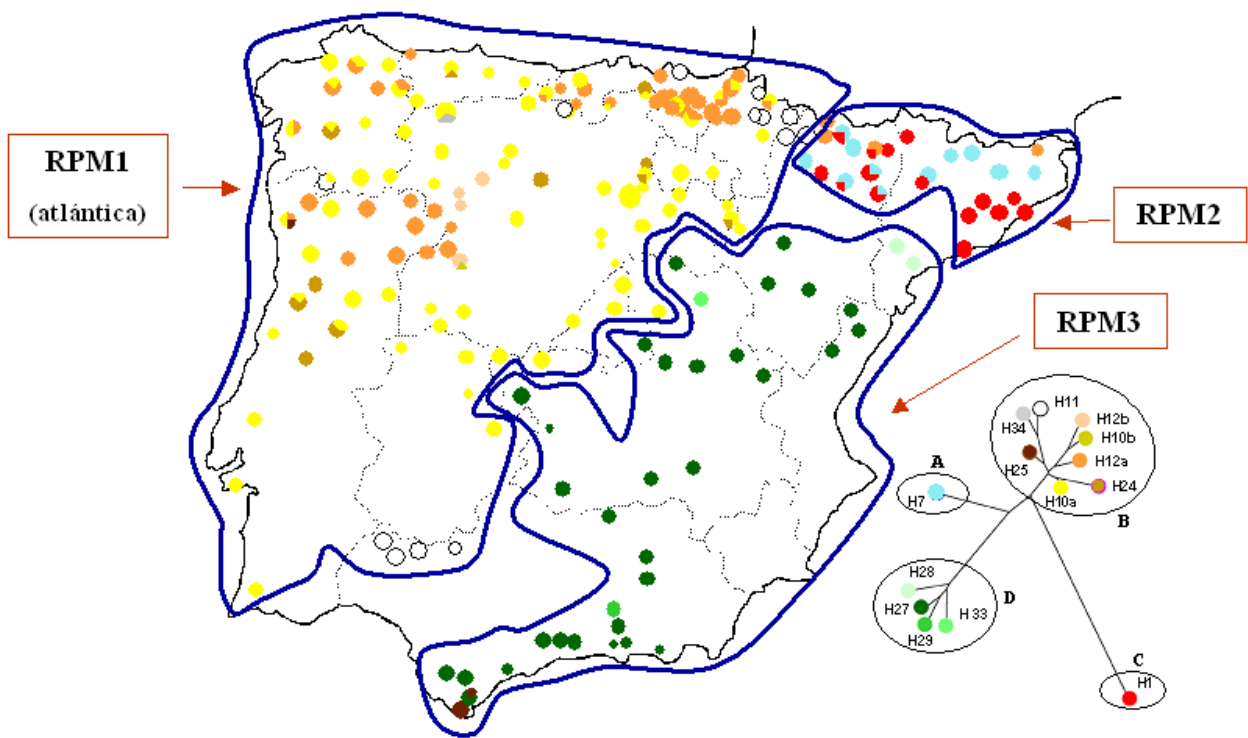 RPM1
(atlántica)
RPM2
RPM3
H11
H34
H12b
H10b
H12a
H25
H24
H10a
B
A
H7
H28
H27
H 33
H29
D
C
H1